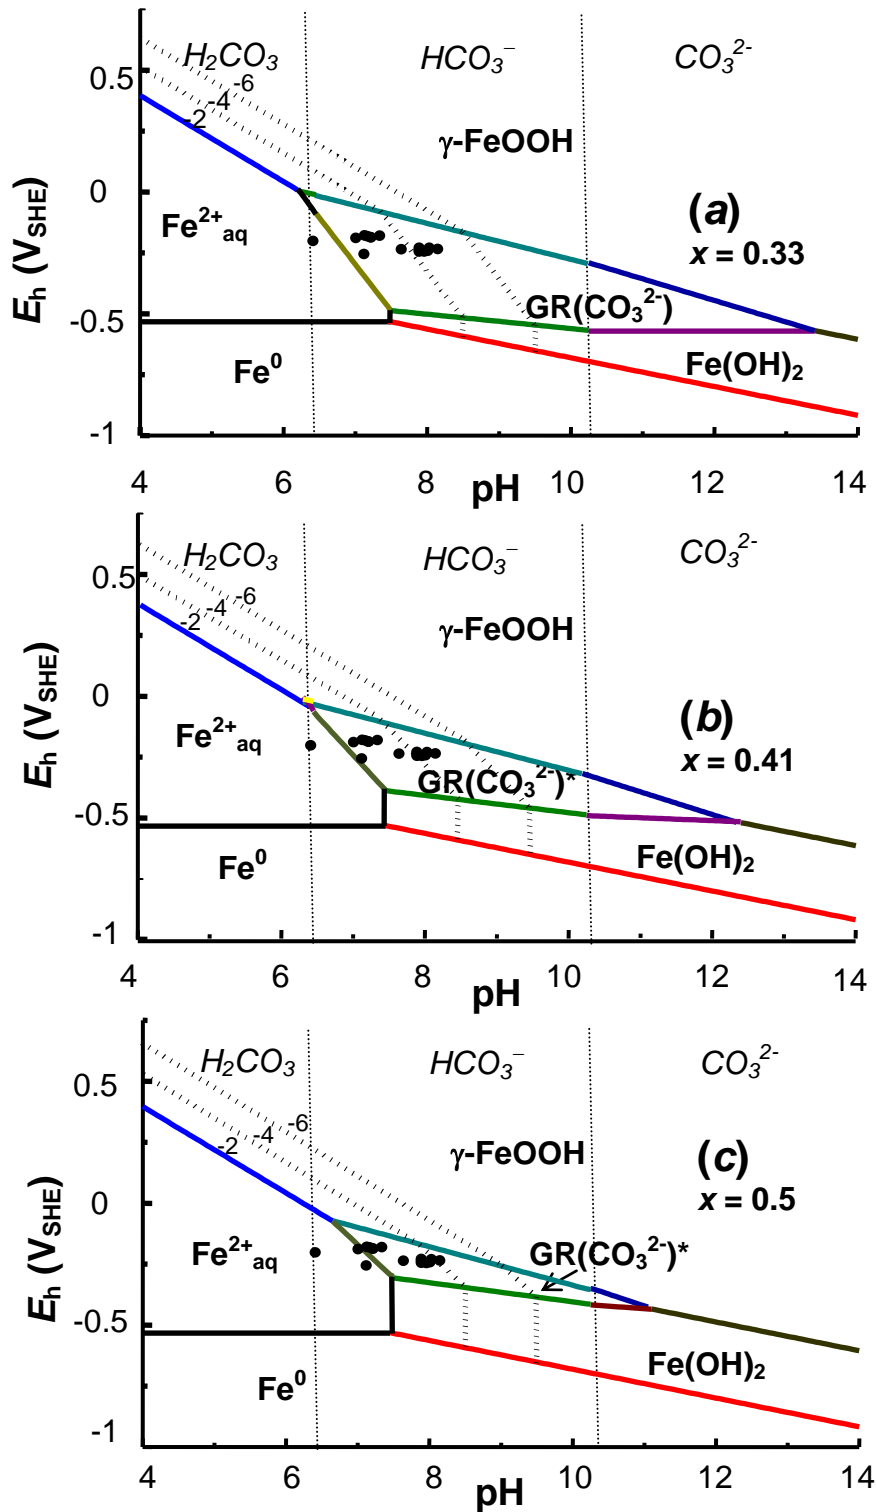 H₂CO₃ HCO₃⁻ CO₃²⁻
0.5
-6
-4
-2
γ-FeOOH
0
Fe²⁺aq
(a)
x = 0.33
Eh (VSHE)
GR(CO₃²⁻)
-0.5
Fe⁰
Fe(OH)₂
-1
4 6 8 10 12 14
pH
H₂CO₃ HCO₃⁻ CO₃²⁻
0.5
-6
-4
-2
γ-FeOOH
0
Fe²⁺aq
(b)
x = 0.41
Eh (VSHE)
GR(CO₃²⁻)*
-0.5
Fe⁰
Fe(OH)₂
-1
4 6 8 10 12 14
pH
H₂CO₃ HCO₃⁻ CO₃²⁻
0.5
-6
-4
-2
γ-FeOOH
(c)
x = 0.5
0
Fe²⁺aq
GR(CO₃²⁻)*
Eh (VSHE)
-0.5
Fe⁰
Fe(OH)₂
-1
4 6 8 10 12 14
pH